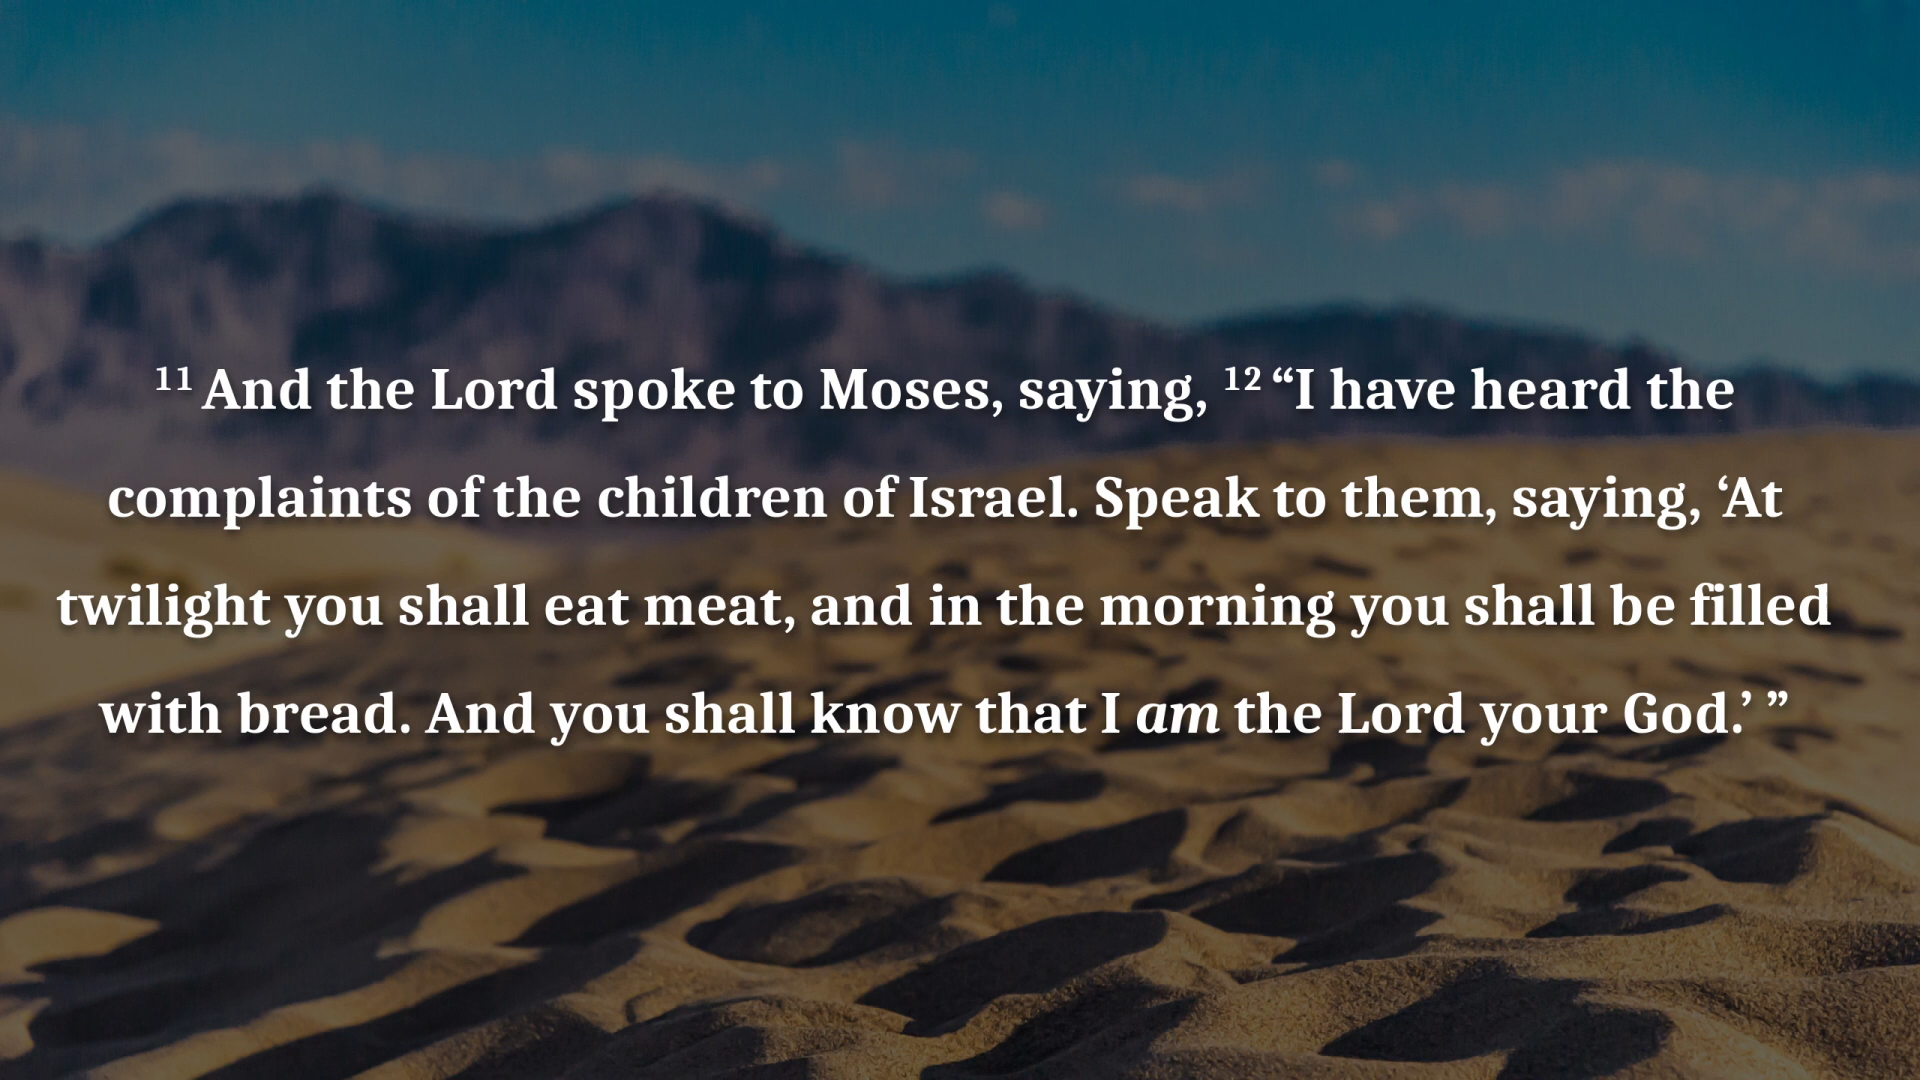 11 And the Lord spoke to Moses, saying, 12 “I have heard the
complaints of the children of Israel. Speak to them, saying, ‘At
twilight you shall eat meat, and in the morning you shall be filled
with bread. And you shall know that I am the Lord your God.’ ”